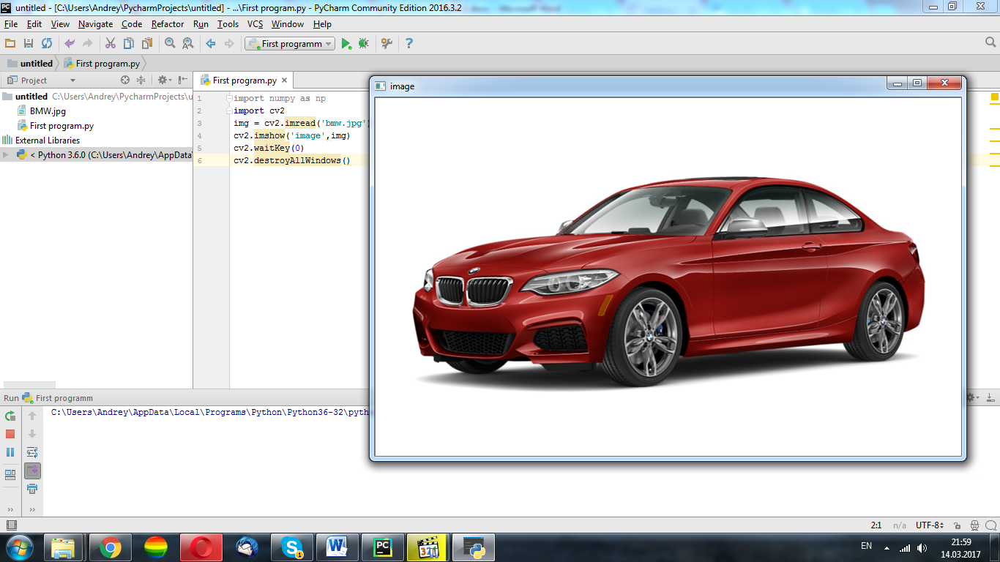 untitled - [C:\Users\Andrey\PycharmProjects\untitled] - ...\First program.py - PyCharm Community Edition 2016.3.2
File Edit View Navigate Code Refactor Run Tools VCS Window Help
First programm
untitled First program.py
Project
First program.py
untitled C:\Users\Andrey\PycharmProjects\u
BMW.jpg
First program.py
External Libraries
< Python 3.6.0 (C:\Users\Andrey\AppData\
1 import numpy as np
2 import cv2
3 img = cv2.imread('bmw.jpg')
4 cv2.imshow('image',img)
5 cv2.waitKey(0)
6 cv2.destroyAllWindows()
image
Run First programm
C:\Users\Andrey\AppData\Local\Programs\Python\Python36-32\pyth
2:1 n/a UTF-8
EN
21:59
14.03.2017